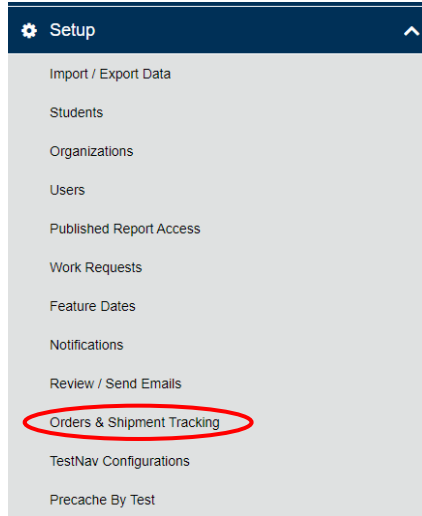 Setup
Import / Export Data
Students
Organizations
Users
Published Report Access
Work Requests
Feature Dates
Notifications
Review / Send Emails
Orders & Shipment Tracking
TestNav Configurations
Precache By Test